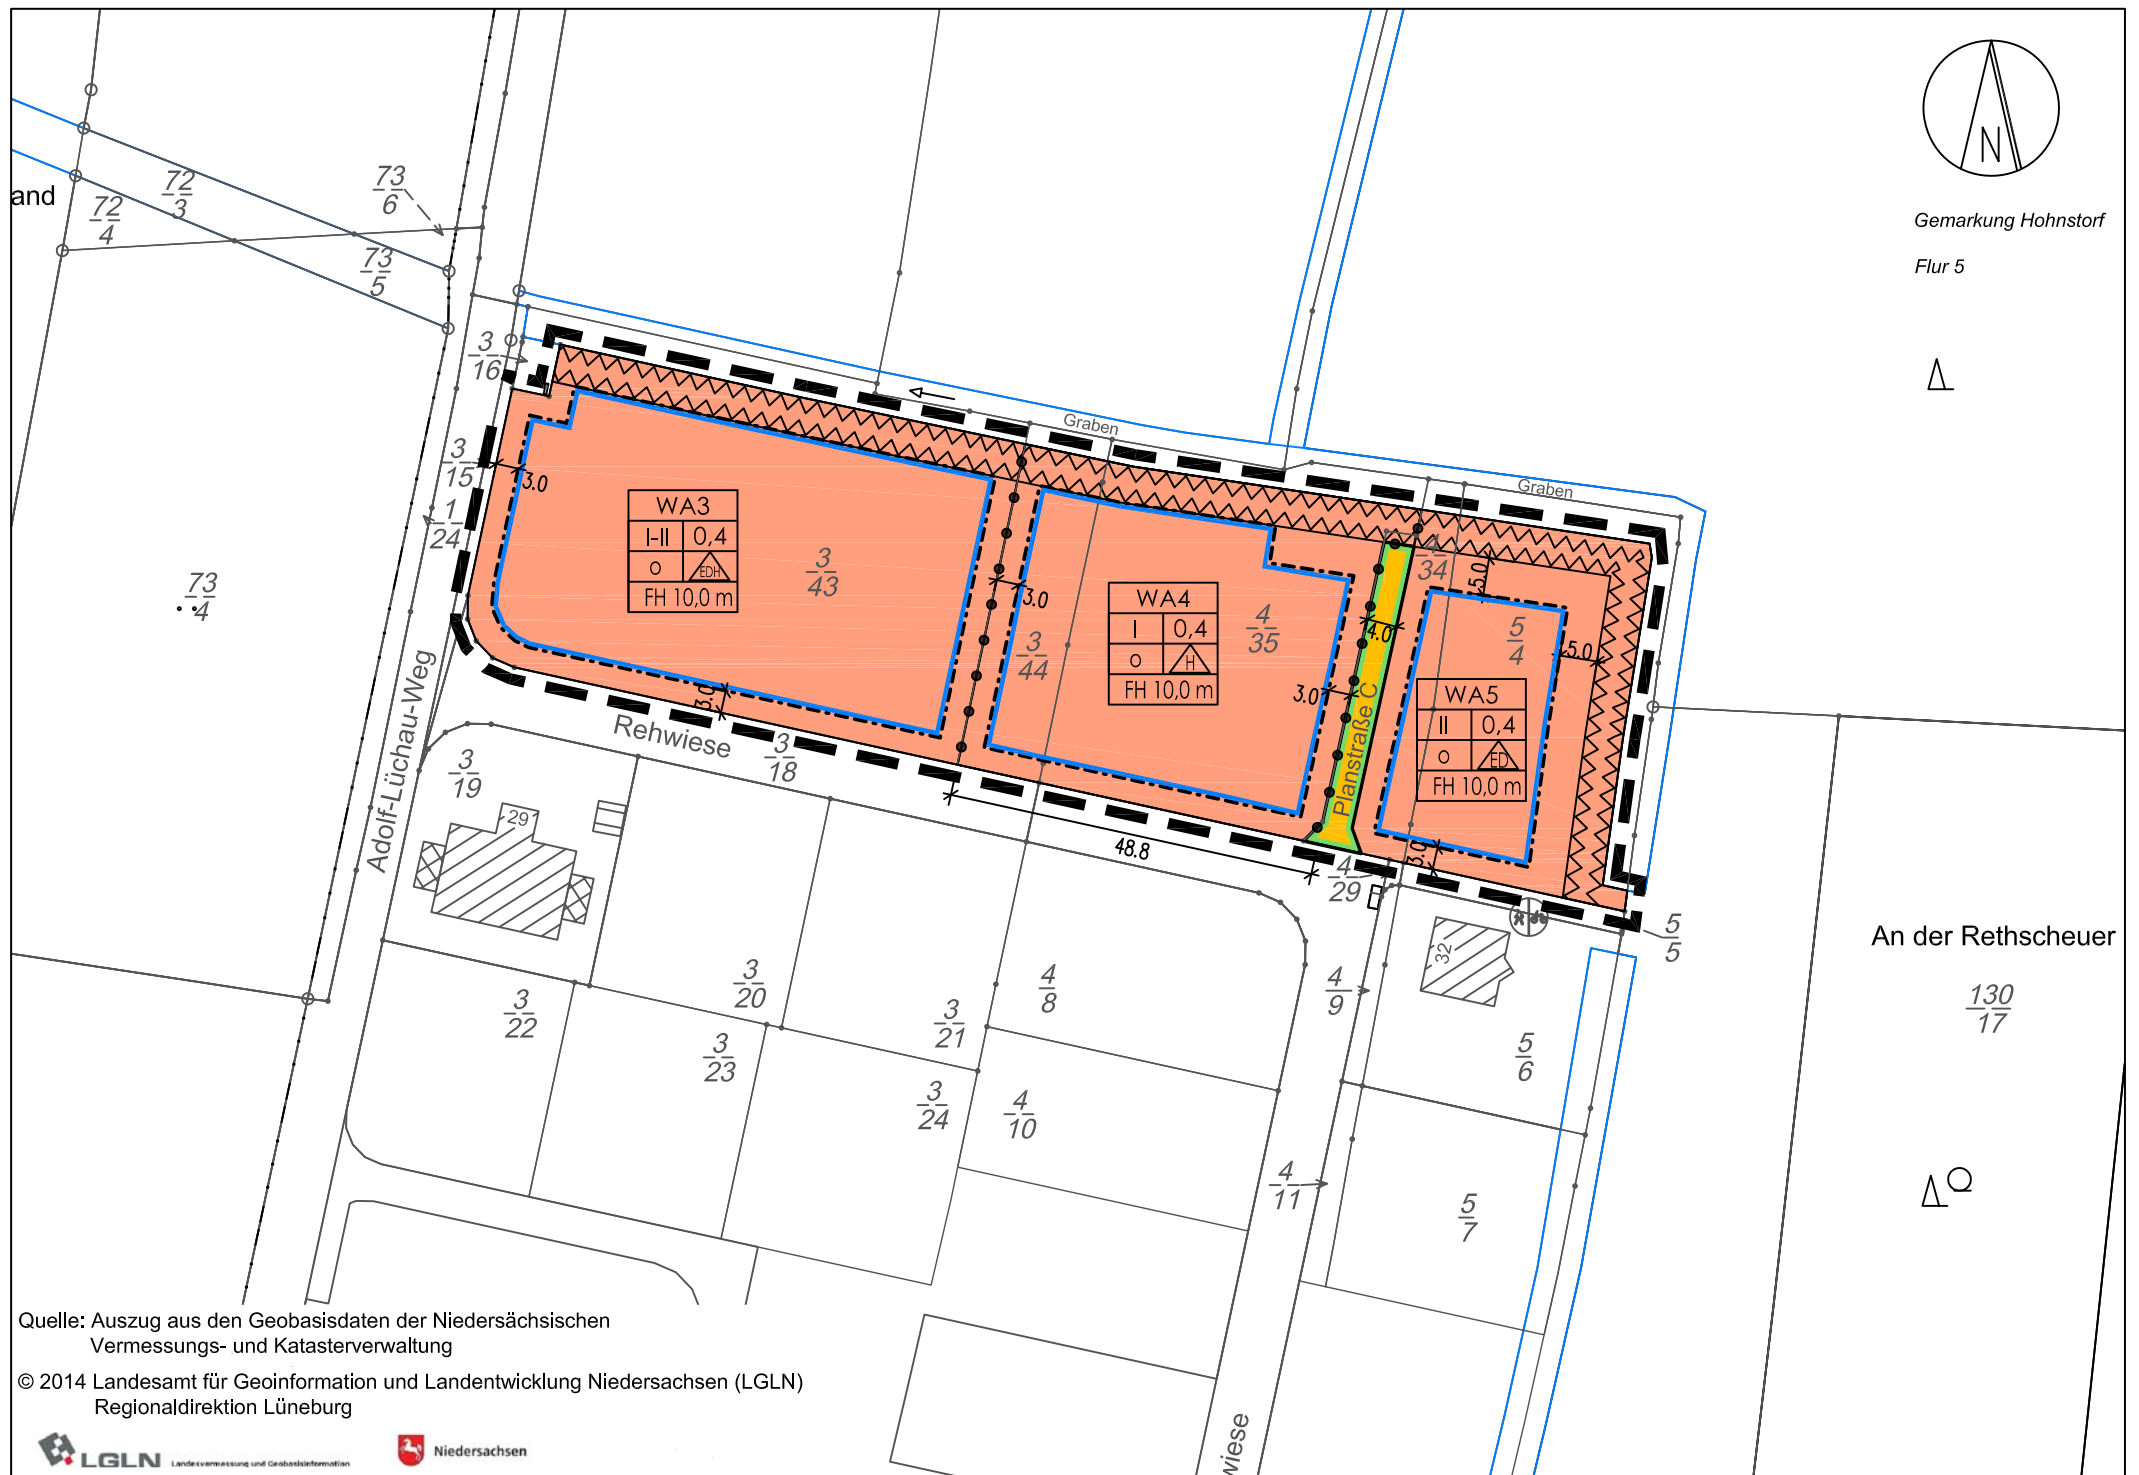 N
Gemarkung Hohnstorf
Flur 5
and
72
3
72
4
73
6
73
5
3
16
3
15
1
24
73
4
Graben
Graben
3.0
WA3
I-II 0,4
o EDH
FH 10,0 m
3
43
3.0
3
44
WA4
I 0,4
o H
FH 10,0 m
4
35
4
34
5.0
5
4
5.0
4.0
3.0
3.0
Planstraße C
WA5
II 0,4
o ED
FH 10,0 m
3.0
Adolf-Lüchau-Weg
Rehwiese
3
18
3
19
29
48.8
4
29
32
5
5
An der Rethscheuer
130
17
3
20
3
22
3
21
4
8
4
9
3
23
5
6
3
24
4
10
4
11
5
7
wiese
Quelle: Auszug aus den Geobasisdaten der Niedersächsischen
Vermessungs- und Katasterverwaltung
© 2014 Landesamt für Geoinformation und Landentwicklung Niedersachsen (LGLN)
Regionaldirektion Lüneburg
LGLN Landesvermessung und Geobasisinformation
Niedersachsen